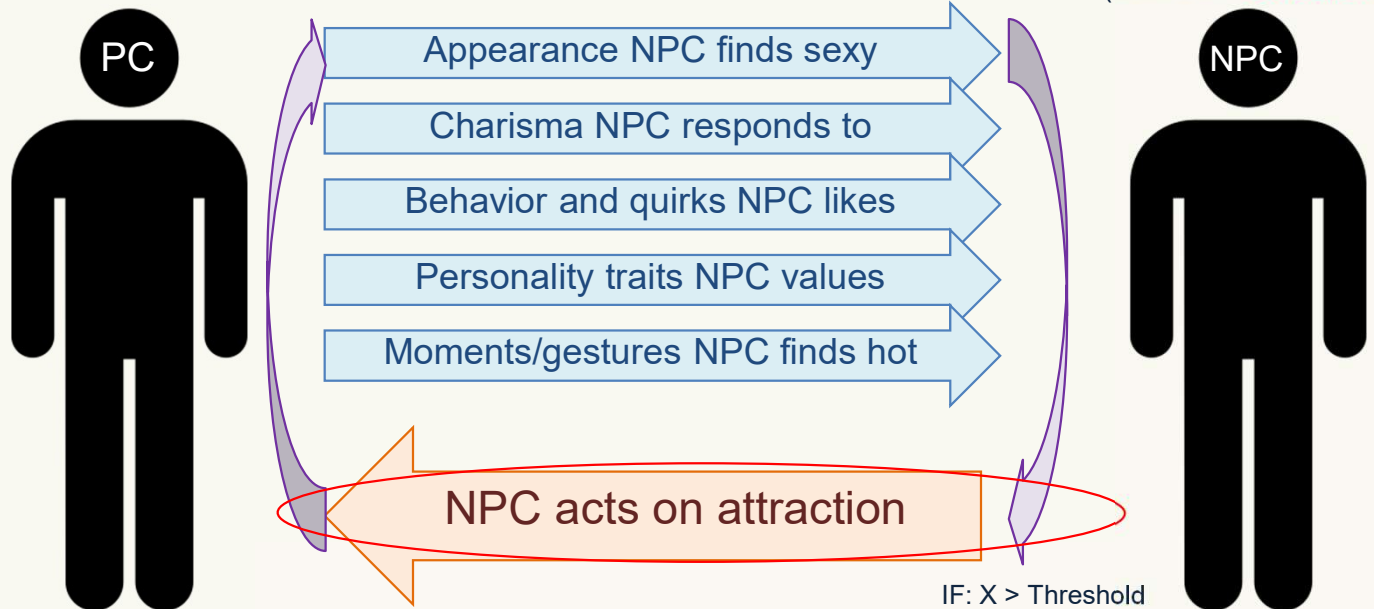 PC
NPC
Appearance NPC finds sexy
Charisma NPC responds to
Behavior and quirks NPC likes
Personality traits NPC values
Moments/gestures NPC finds hot
NPC acts on attraction
IF: X > Threshold